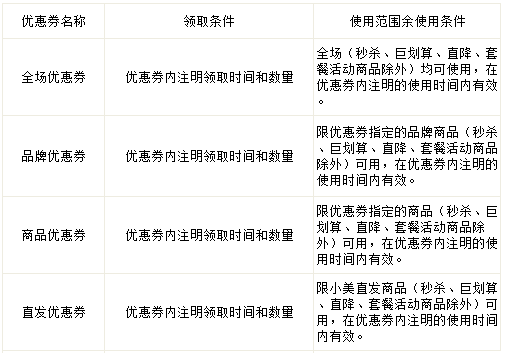 优惠券名称
领取条件
使用范围余使用条件
全场优惠券
优惠券内注明领取时间和数量
全场（秒杀、巨划算、直降、套
餐活动商品除外）均可使用，在
优惠券内注明的使用时间内有效
。
品牌优惠券
优惠券内注明领取时间和数量
限优惠券指定的品牌商品（秒杀
、巨划算、直降、套餐活动商品
除外）可用，在优惠券内注明的
使用时间内有效。
商品优惠券
优惠券内注明领取时间和数量
限优惠券指定的商品（秒杀、巨
划算、直降、套餐活动商品除
外）可用，在优惠券内注明的使
用时间内有效。
直发优惠券
优惠券内注明领取时间和数量
限小美直发商品（秒杀、巨划算
、直降、套餐活动商品除外）可
用，在优惠券内注明的使用时间
内有效。